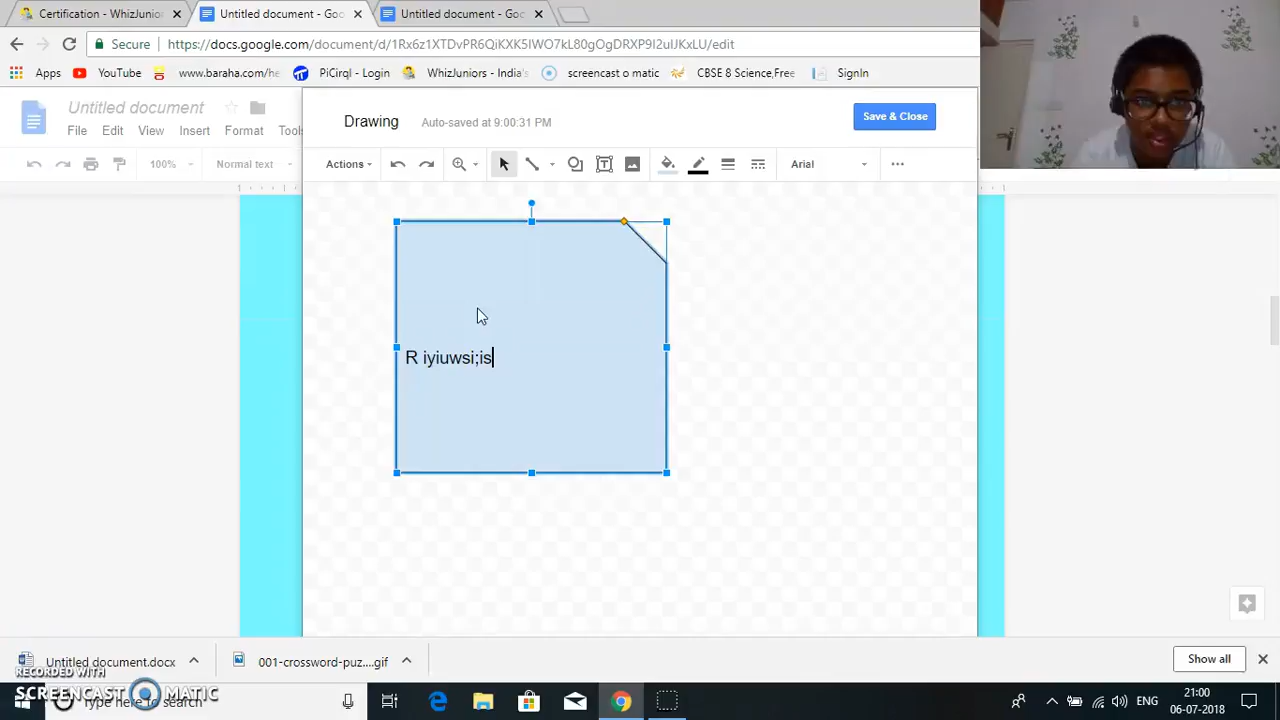 Certification - WhizJunior
Untitled document - Goo
Untitled document - Goo
Secure
https://docs.google.com/document/d/1Rx6z1XTDvPR6QiKXK5IWO7kL80gOgDRXP9I2uIJKxLU/edit
Apps
YouTube
www.baraha.com/he
PiCirql - Login
WhizJuniors - India's
screencast o matic
CBSE 8 Science,Free
SignIn
Untitled document
File Edit View Insert Format Tools
100%
Normal text
Drawing
Auto-saved at 9:00:31 PM
Save & Close
Actions
Arial
R iyiuwsi;is
Untitled document.docx
001-crossword-puz....gif
Show all
RECORDED WITH
SCREENCAST MATIC
Type here to search
ENG
21:00
06-07-2018